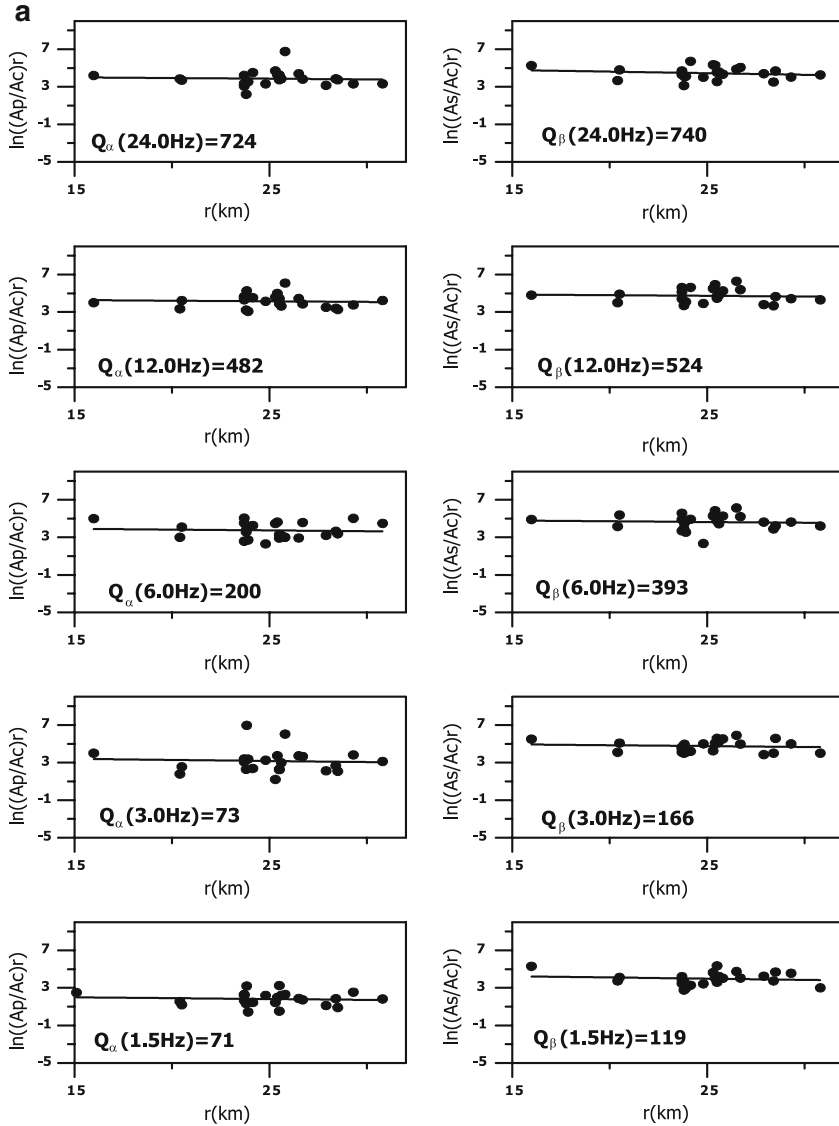 a
ln((Ap/Ac)r)
7
3
-1
-5
Qα(24.0Hz)=724
15
25
r(km)
ln((As/Ac)r)
7
3
-1
-5
Qβ(24.0Hz)=740
15
25
r(km)
ln((Ap/Ac)r)
7
3
-1
-5
Qα(12.0Hz)=482
15
25
r(km)
ln((As/Ac)r)
7
3
-1
-5
Qβ(12.0Hz)=524
15
25
r(km)
ln((Ap/Ac)r)
7
3
-1
-5
Qα(6.0Hz)=200
15
25
r(km)
ln((As/Ac)r)
7
3
-1
-5
Qβ(6.0Hz)=393
15
25
r(km)
ln((Ap/Ac)r)
7
3
-1
-5
Qα(3.0Hz)=73
15
25
r(km)
ln((As/Ac)r)
7
3
-1
-5
Qβ(3.0Hz)=166
15
25
r(km)
ln((Ap/Ac)r)
7
3
-1
-5
Qα(1.5Hz)=71
15
25
r(km)
ln((As/Ac)r)
7
3
-1
-5
Qβ(1.5Hz)=119
15
25
r(km)